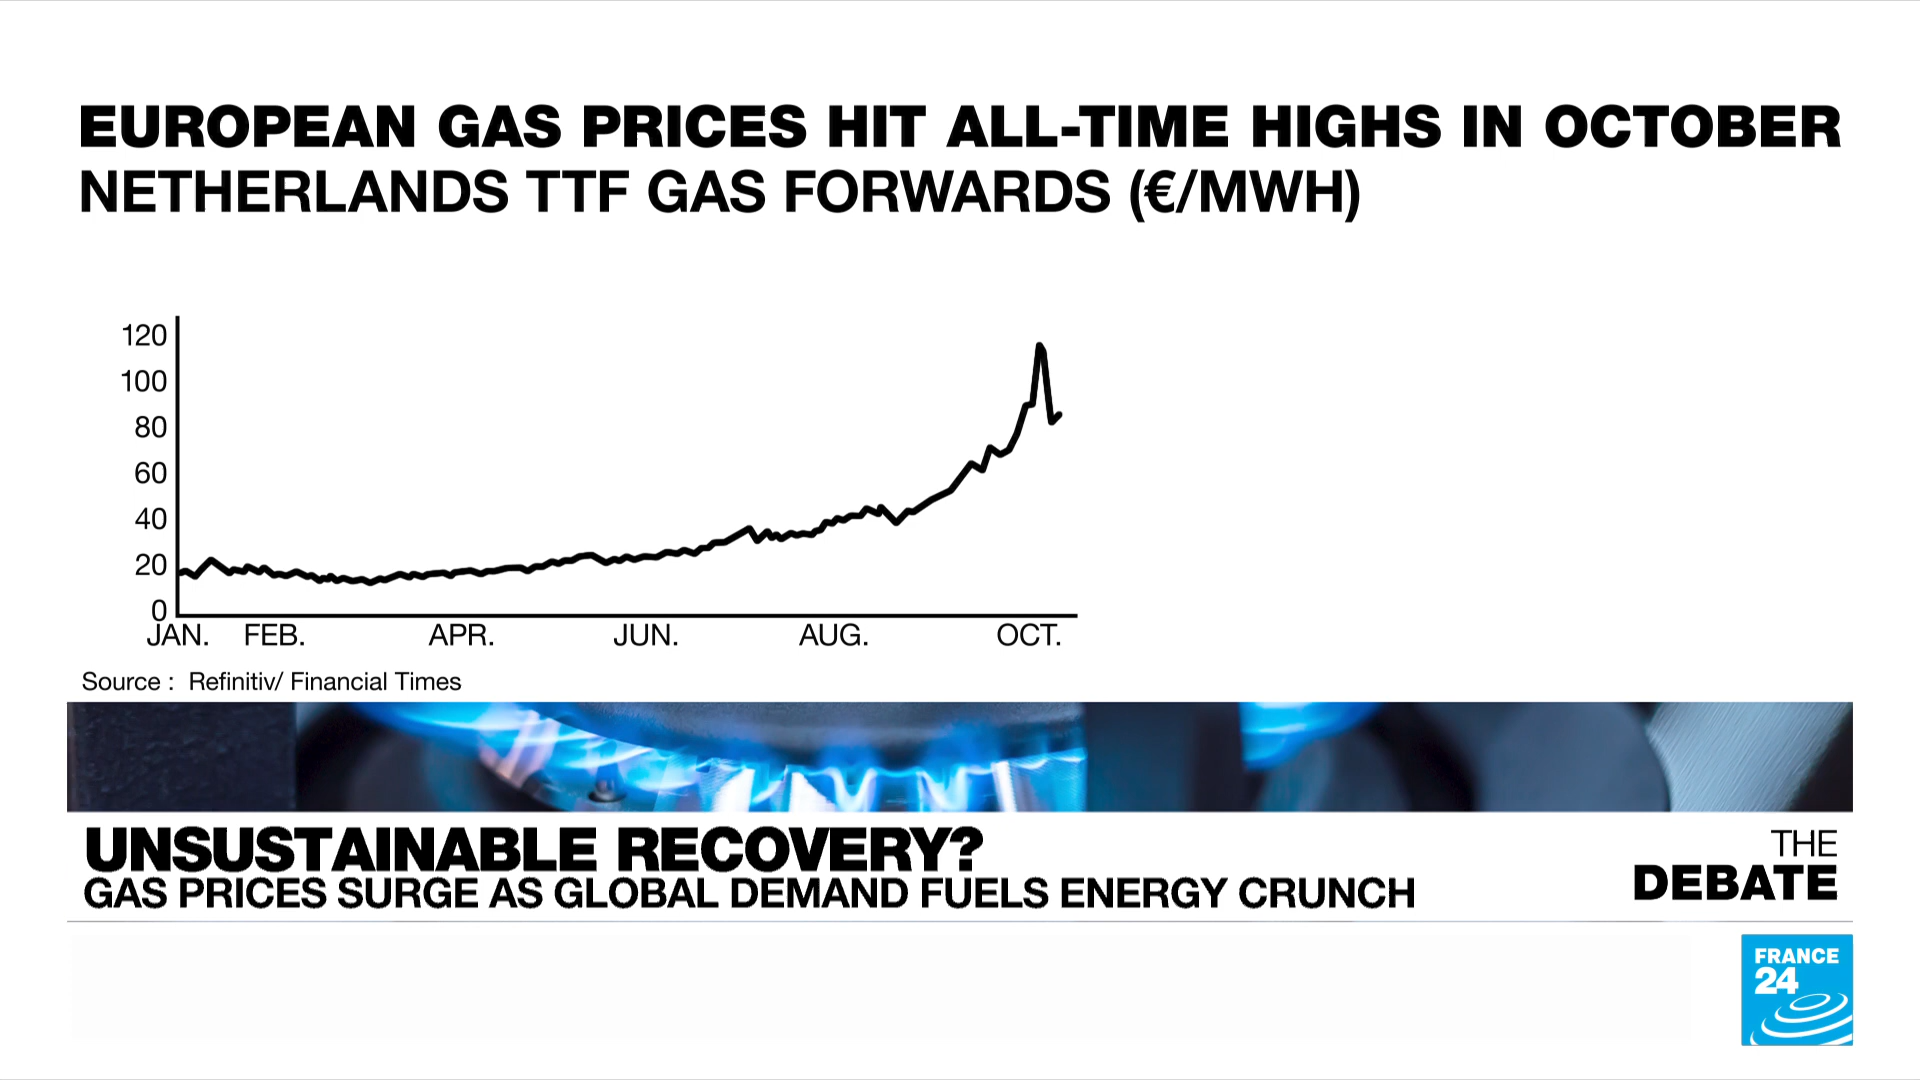 EUROPEAN GAS PRICES HIT ALL-TIME HIGHS IN OCTOBER
NETHERLANDS TTF GAS FORWARDS (€/MWH)
120
100
80
60
40
20
0
JAN. FEB. APR. JUN. AUG. OCT.
Source : Refinitiv/ Financial Times
UNSUSTAINABLE RECOVERY?
GAS PRICES SURGE AS GLOBAL DEMAND FUELS ENERGY CRUNCH
THE
DEBATE
FRANCE
24